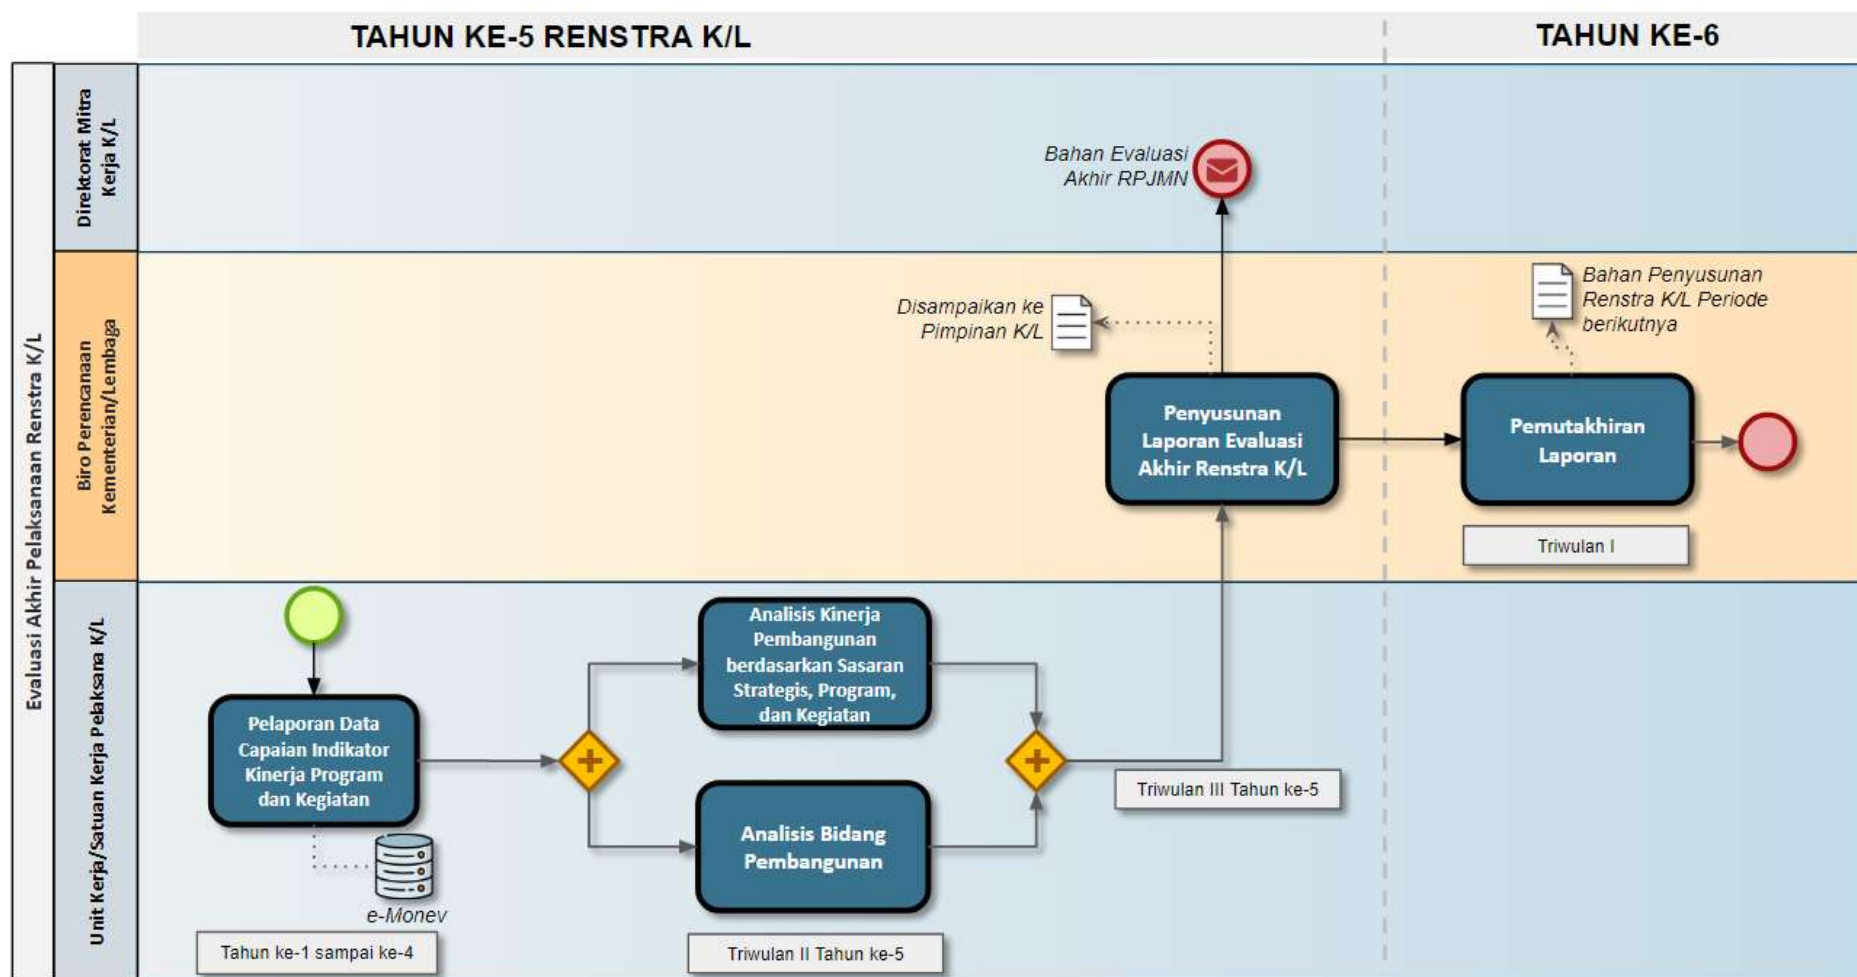 TAHUN KE-5 RENSTRA K/L
TAHUN KE-6
Evaluasi Akhir Pelaksanaan Renstra K/L
Direktorat Mitra
Kerja K/L
Bahan Evaluasi
Akhir RPJMN
Biro Perencanaan
Kementerian/Lembaga
Disampaikan ke
Pimpinan K/L
Bahan Penyusunan
Renstra K/L Periode
berikutnya
Penyusunan
Laporan Evaluasi
Akhir Renstra K/L
Pemutakhiran
Laporan
Triwulan I
Unit Kerja/Satuan Kerja Pelaksana K/L
Pelaporan Data
Capaian Indikator
Kinerja Program
dan Kegiatan
e-Monev
Tahun ke-1 sampai ke-4
Analisis Kinerja
Pembangunan
berdasarkan Sasaran
Strategis, Program,
dan Kegiatan
Analisis Bidang
Pembangunan
Triwulan II Tahun ke-5
Triwulan III Tahun ke-5